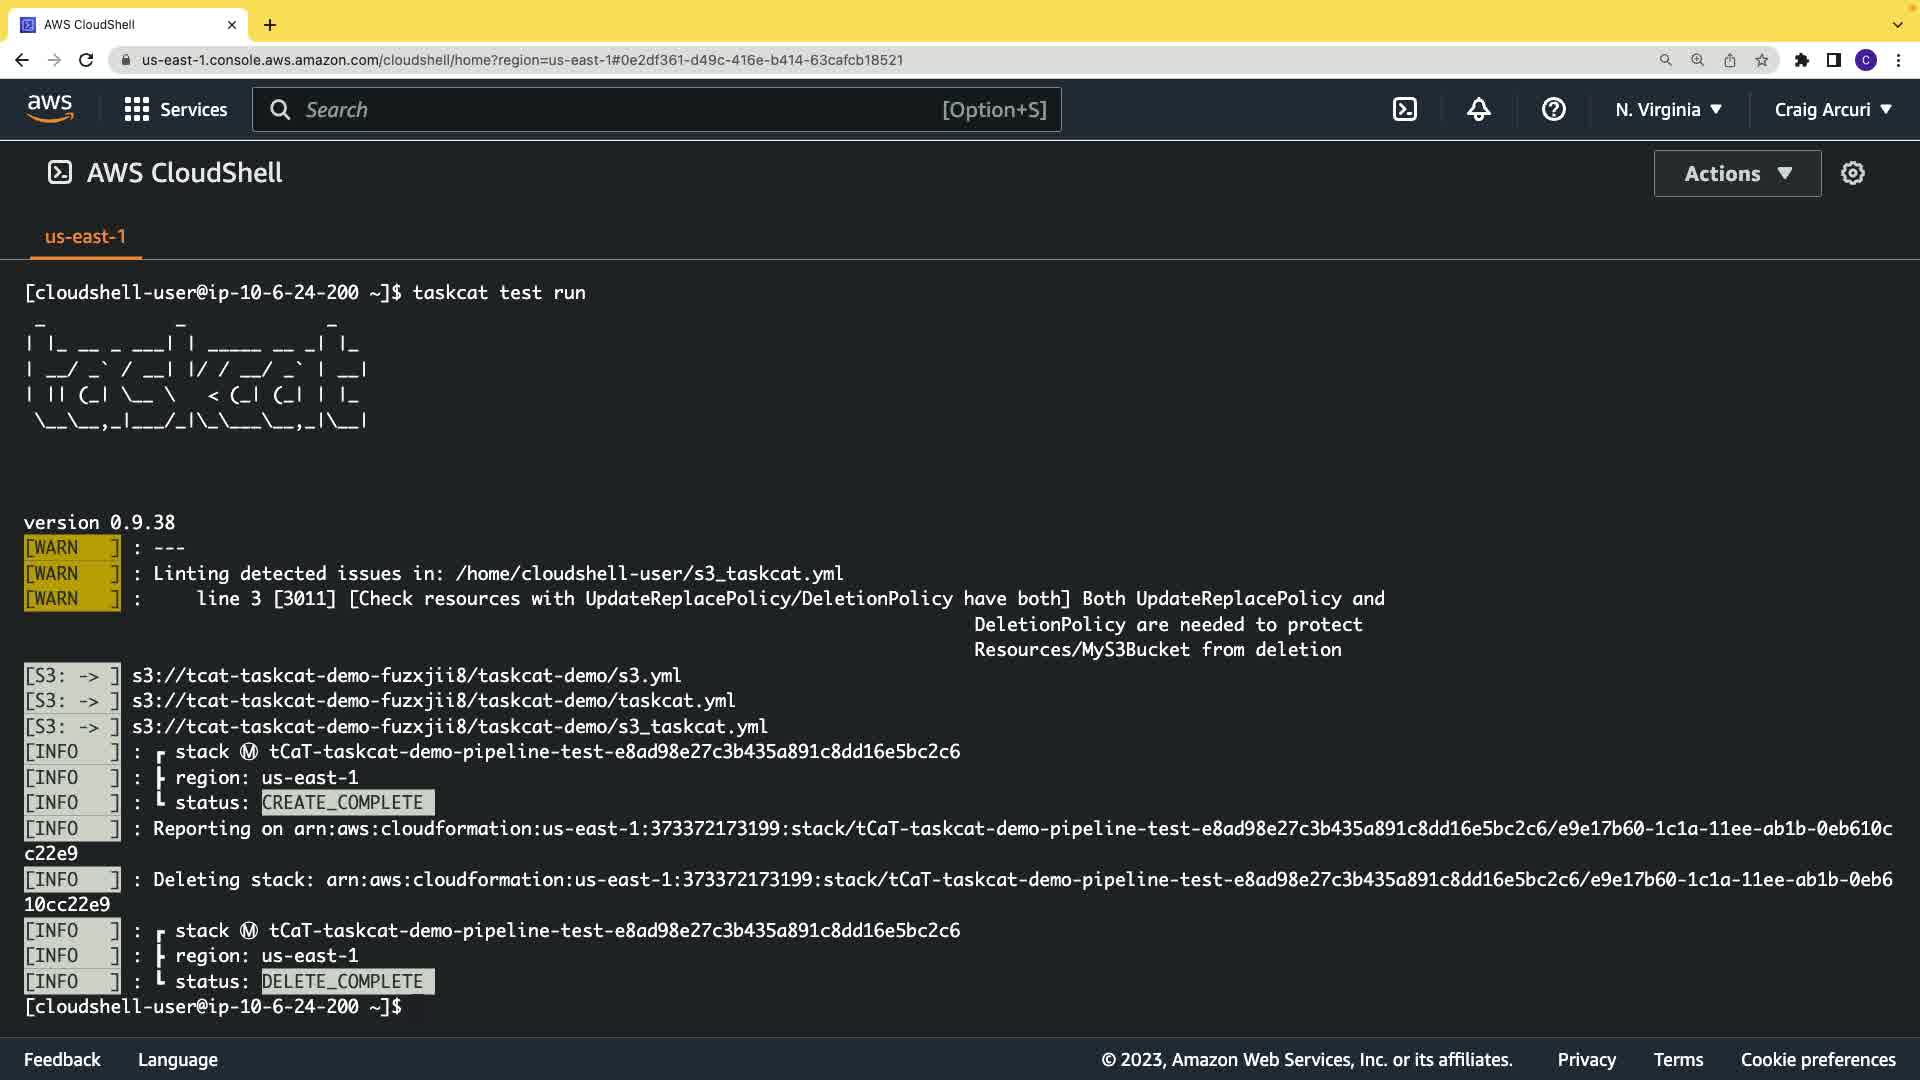 AWS CloudShell
us-east-1.console.aws.amazon.com/cloudshell/home?region=us-east-1#0e2df361-d49c-416e-b414-63cafcb18521
C
aws
Services
Search
[Option+S]
N. Virginia
Craig Arcuri
AWS CloudShell
Actions
us-east-1
[cloudshell-user@ip-10-6-24-200 ~]$ taskcat test run
 _            _             _
| |_ __ _ ___| | _____ __ _| |_
| __/ _` / __| |/ / __/ _` | __|
| || (_| \__ \   < (_| (_| | |_
 \__\__,_|___/_|\_\___\__,_|\__|
version 0.9.38
[WARN   ] : ---
[WARN   ] : Linting detected issues in: /home/cloudshell-user/s3_taskcat.yml
[WARN   ] :     line 3 [3011] [Check resources with UpdateReplacePolicy/DeletionPolicy have both] Both UpdateReplacePolicy and
DeletionPolicy are needed to protect
Resources/MyS3Bucket from deletion
[S3: -> ] s3://tcat-taskcat-demo-fuzxjii8/taskcat-demo/s3.yml
[S3: -> ] s3://tcat-taskcat-demo-fuzxjii8/taskcat-demo/taskcat.yml
[S3: -> ] s3://tcat-taskcat-demo-fuzxjii8/taskcat-demo/s3_taskcat.yml
[INFO   ] : ┏ stack Ⓜ tCaT-taskcat-demo-pipeline-test-e8ad98e27c3b435a891c8dd16e5bc2c6
[INFO   ] : ┣ region: us-east-1
[INFO   ] : ┗ status: CREATE_COMPLETE
[INFO   ] : Reporting on arn:aws:cloudformation:us-east-1:373372173199:stack/tCaT-taskcat-demo-pipeline-test-e8ad98e27c3b435a891c8dd16e5bc2c6/e9e17b60-1c1a-11ee-ab1b-0eb610c
c22e9
[INFO   ] : Deleting stack: arn:aws:cloudformation:us-east-1:373372173199:stack/tCaT-taskcat-demo-pipeline-test-e8ad98e27c3b435a891c8dd16e5bc2c6/e9e17b60-1c1a-11ee-ab1b-0eb6
10cc22e9
[INFO   ] : ┏ stack Ⓜ tCaT-taskcat-demo-pipeline-test-e8ad98e27c3b435a891c8dd16e5bc2c6
[INFO   ] : ┣ region: us-east-1
[INFO   ] : ┗ status: DELETE_COMPLETE
[cloudshell-user@ip-10-6-24-200 ~]$
Feedback
Language
© 2023, Amazon Web Services, Inc. or its affiliates.
Privacy
Terms
Cookie preferences